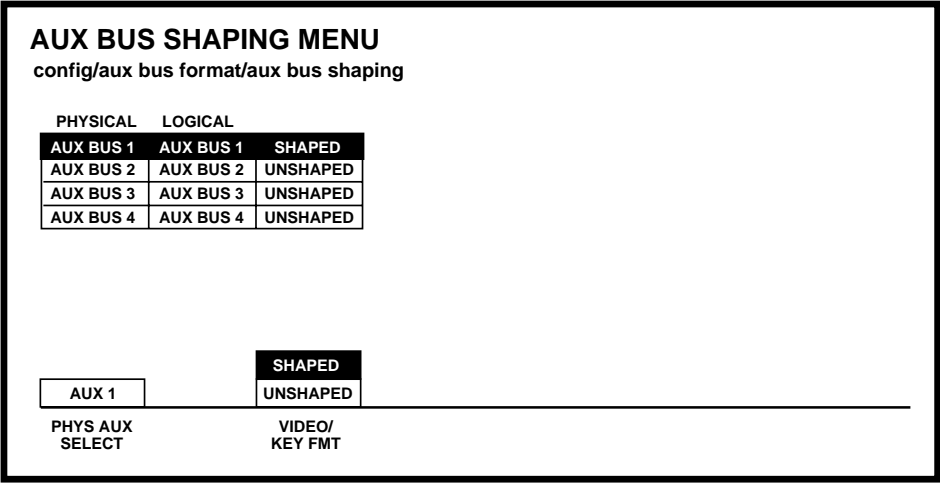 AUX BUS SHAPING MENU
config/aux bus format/aux bus shaping
PHYSICAL LOGICAL
AUX BUS 1 AUX BUS 1 SHAPED
AUX BUS 2 AUX BUS 2 UNSHAPED
AUX BUS 3 AUX BUS 3 UNSHAPED
AUX BUS 4 AUX BUS 4 UNSHAPED
SHAPED
AUX 1 UNSHAPED
PHYS AUX VIDEO/
SELECT KEY FMT